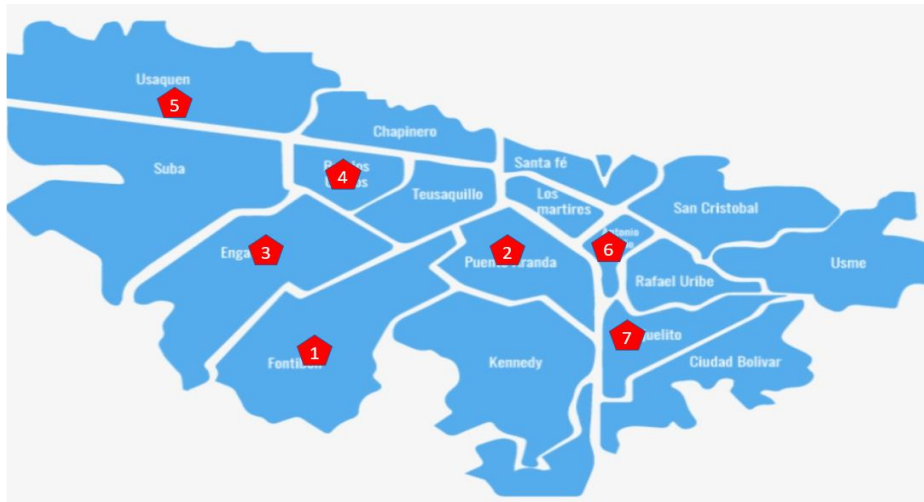 Usaquen
5
Chapinero
Suba
4
Santa fé
Teusaquillo
Los
martires
San Cristobal
3
2
6
Usme
Rafael Uribe
1
7
Kennedy
Ciudad Bolivar